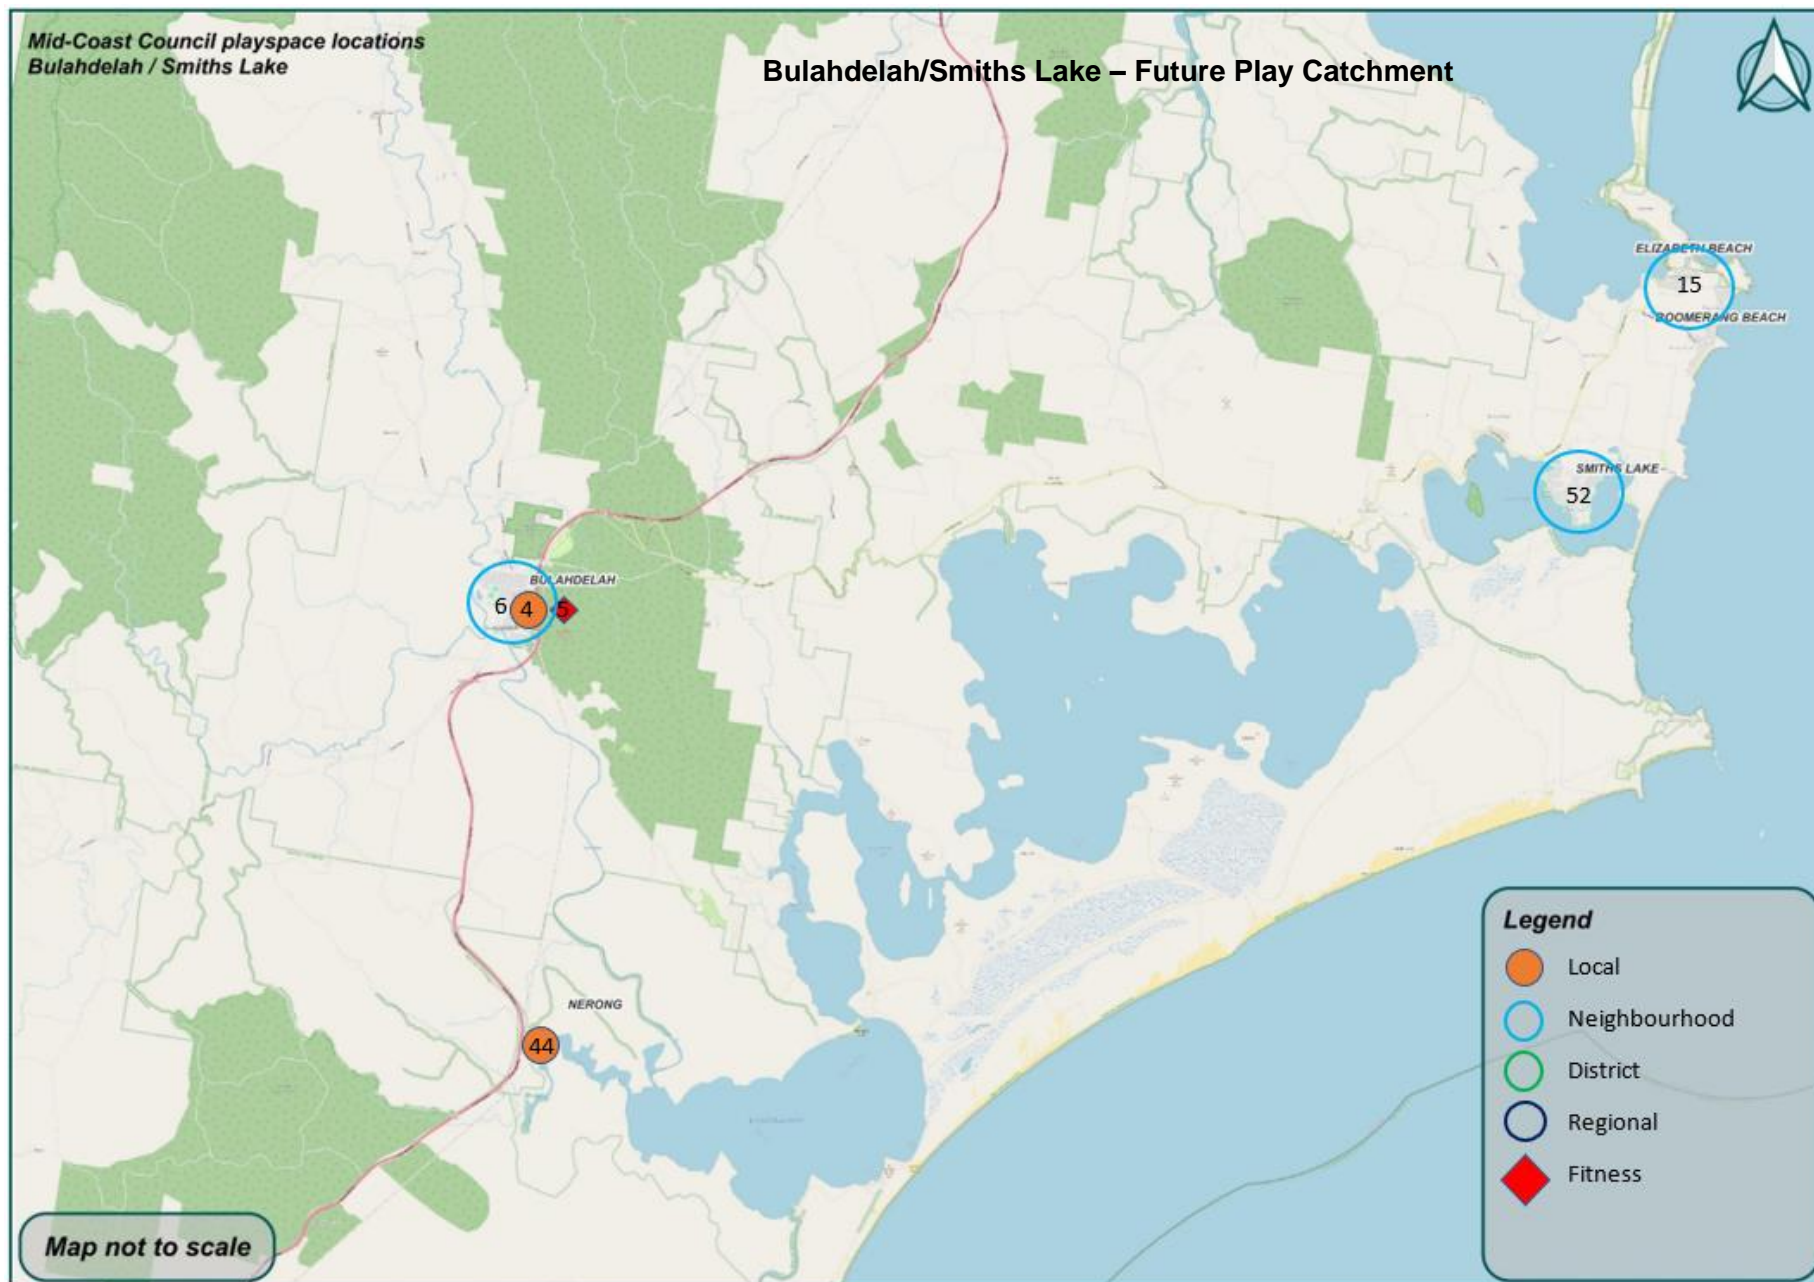 Mid-Coast Council playspace locations
Bulahdelah / Smiths Lake
Bulahdelah/Smiths Lake – Future Play Catchment
ELIZABETH BEACH
15
BOOMERANG BEACH
SMITHS LAKE
52
BULAHDELAH
6 4 5
NERONG
44
Legend
Local
Neighbourhood
District
Regional
Fitness
Map not to scale